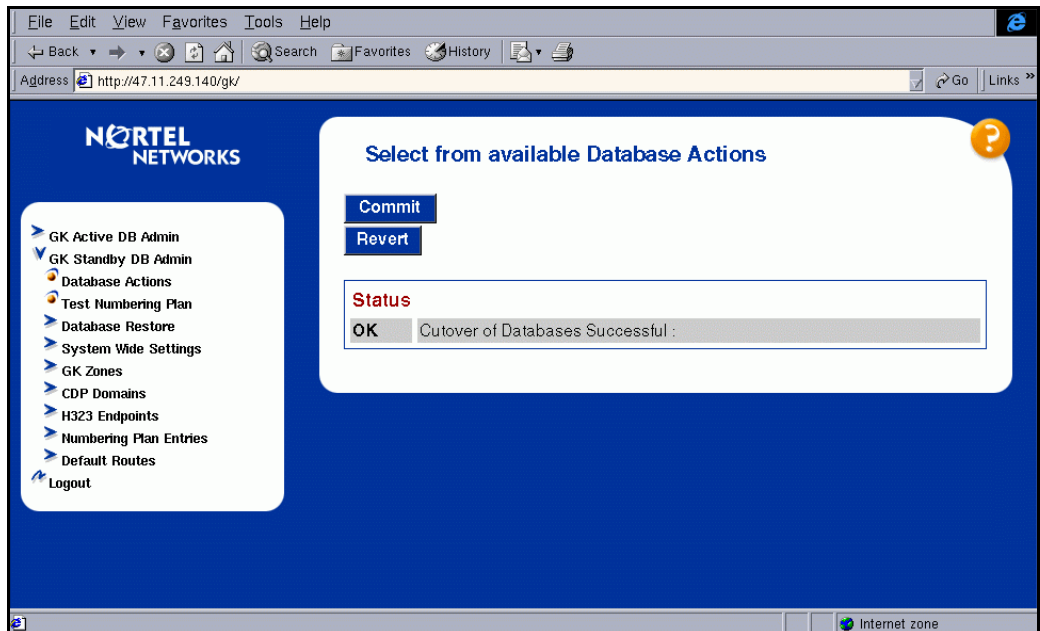 File Edit View Favorites Tools Help
Back Search Favorites History
Address http://47.11.249.140/gk/ Go Links »
NORTEL
NETWORKS
Select from available Database Actions
?
Commit
Revert
GK Active DB Admin
GK Standby DB Admin
Database Actions
Test Numbering Plan
Database Restore
System Wide Settings
GK Zones
CDP Domains
H323 Endpoints
Numbering Plan Entries
Default Routes
Logout
Status
OK Cutover of Databases Successful :
Internet zone